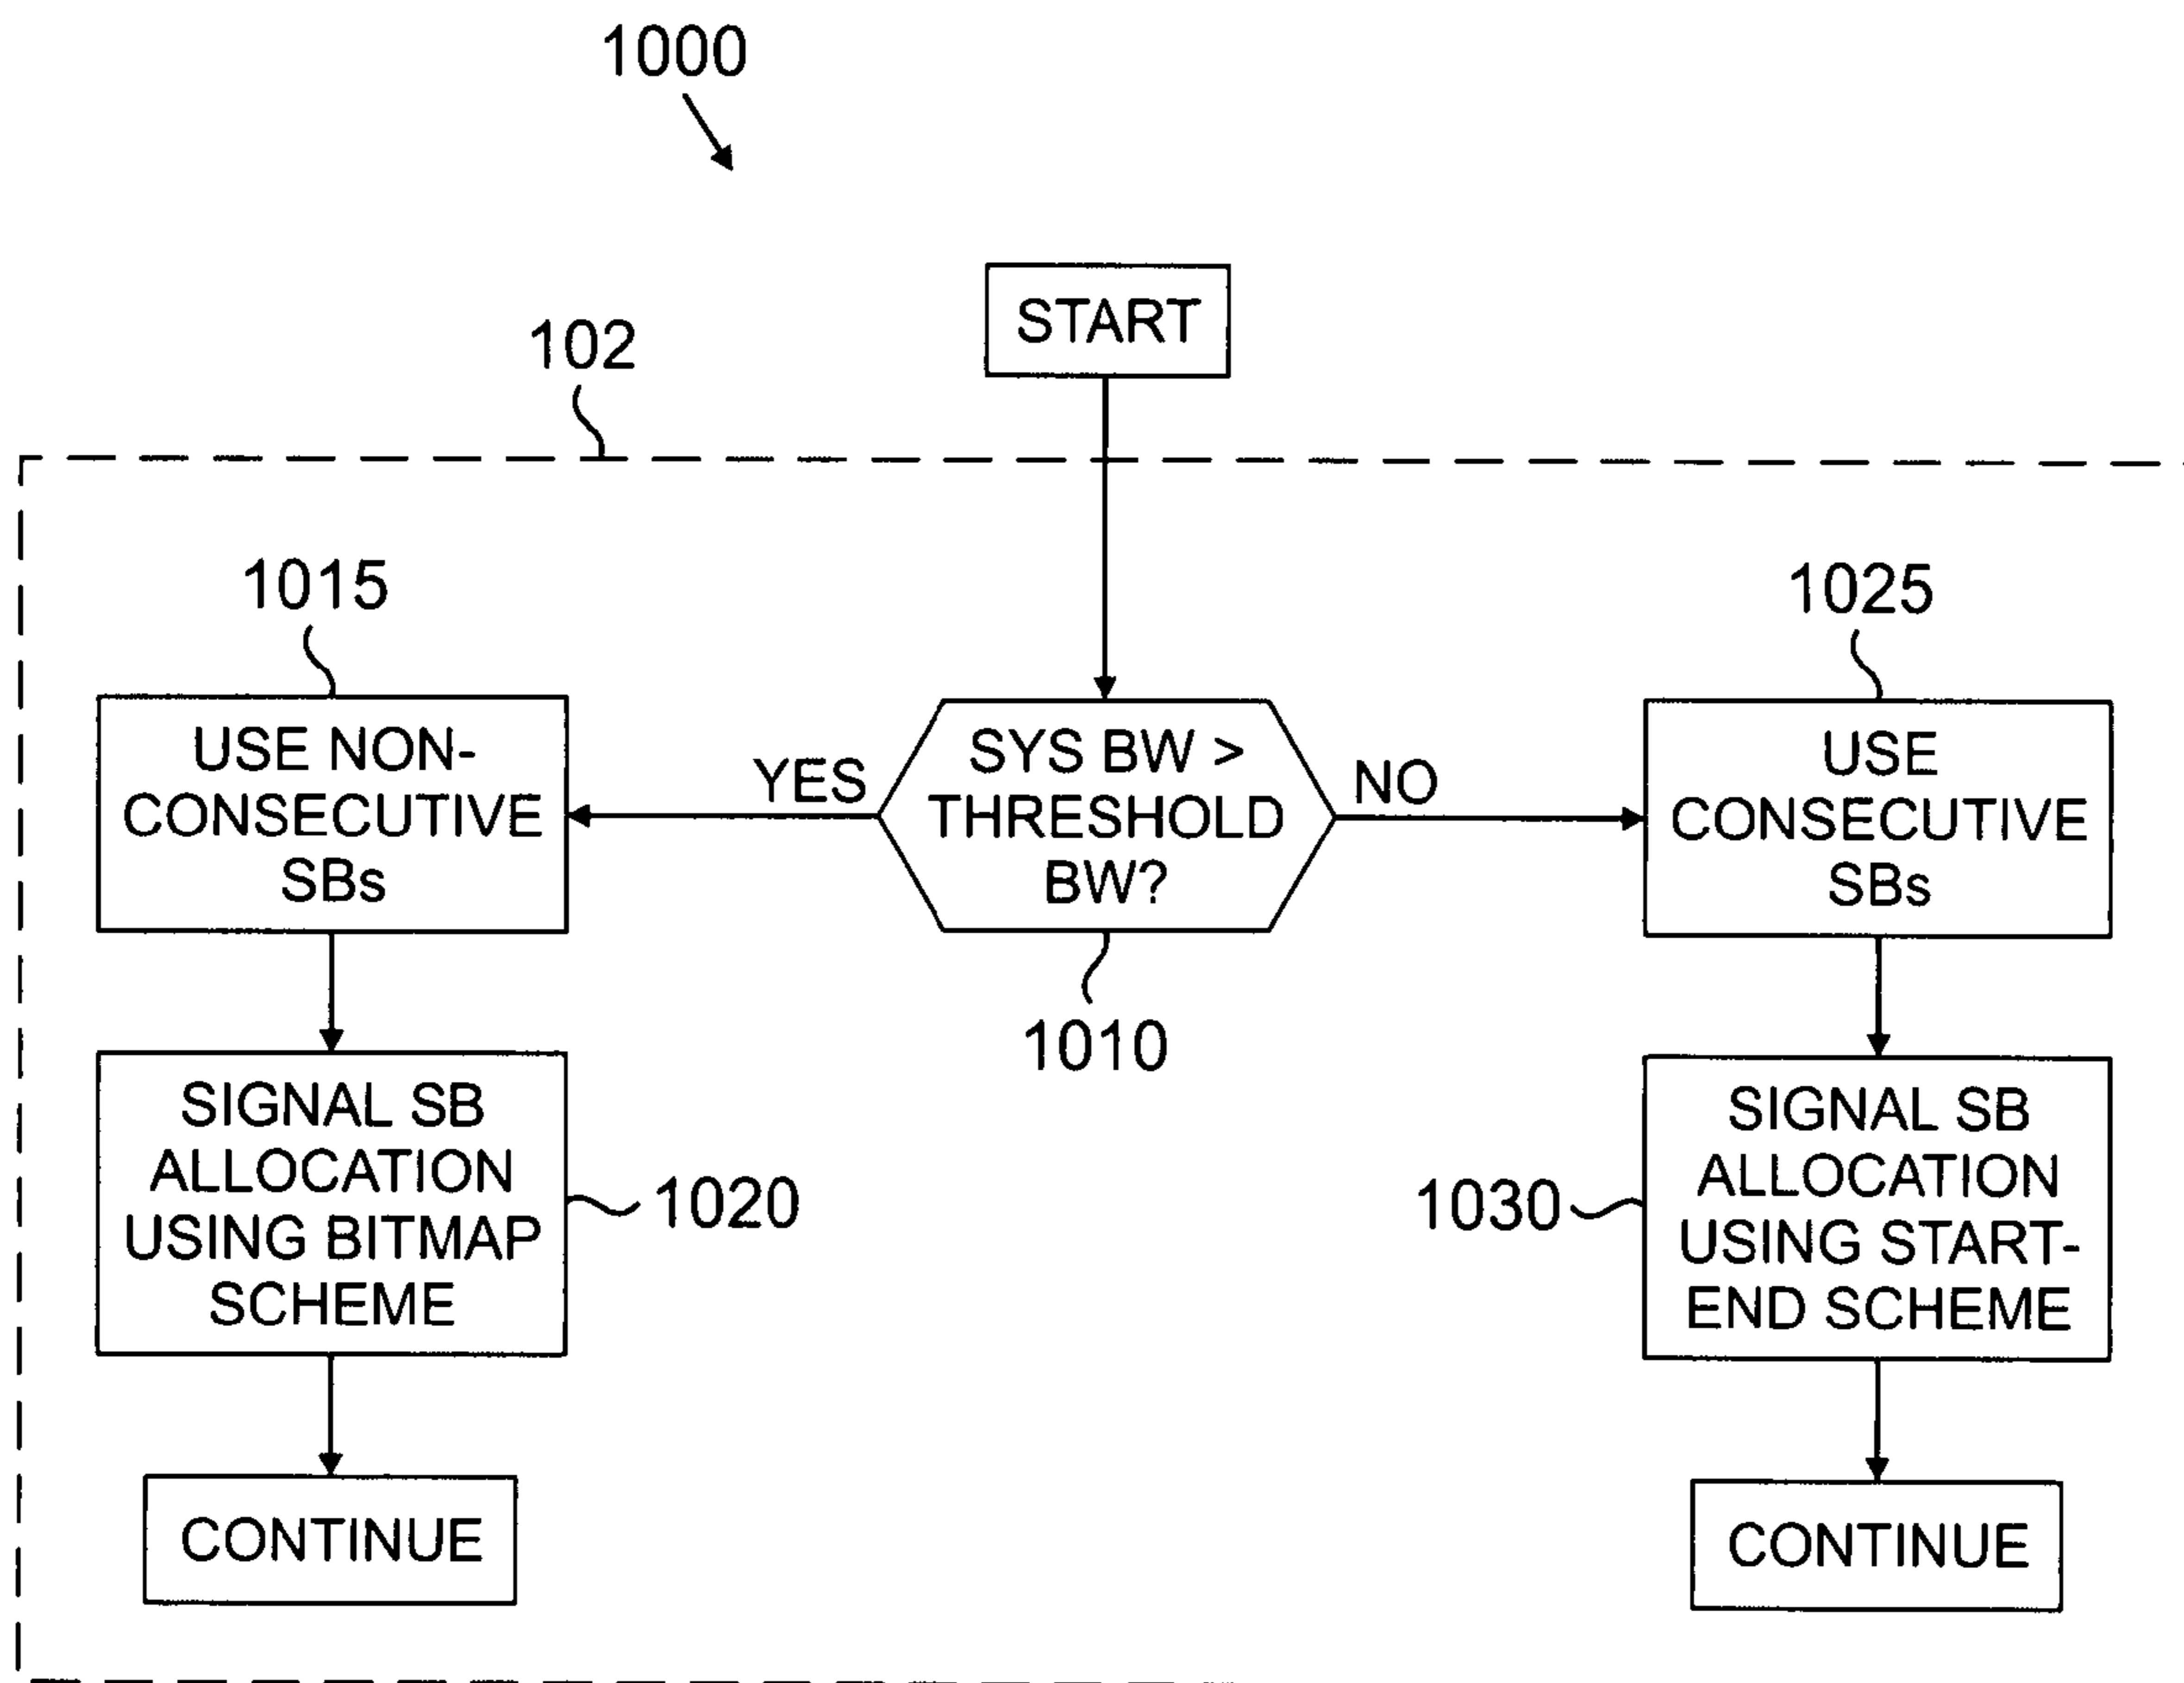 1000
START
102
1015
1025
USE NON-
CONSECUTIVE
SBs
YES
SYS BW >
THRESHOLD
BW?
NO
USE
CONSECUTIVE
SBs
1010
SIGNAL SB
ALLOCATION
USING BITMAP
SCHEME
1020
1030
SIGNAL SB
ALLOCATION
USING START-
END SCHEME
CONTINUE
CONTINUE